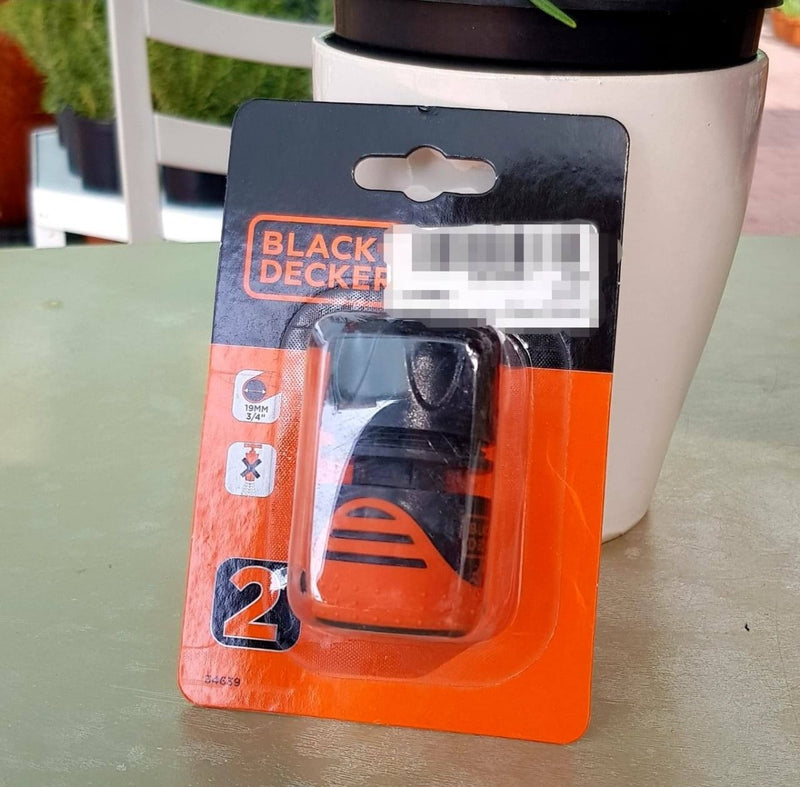 BLACK
DECKER
19MM
3/4"
2
34639